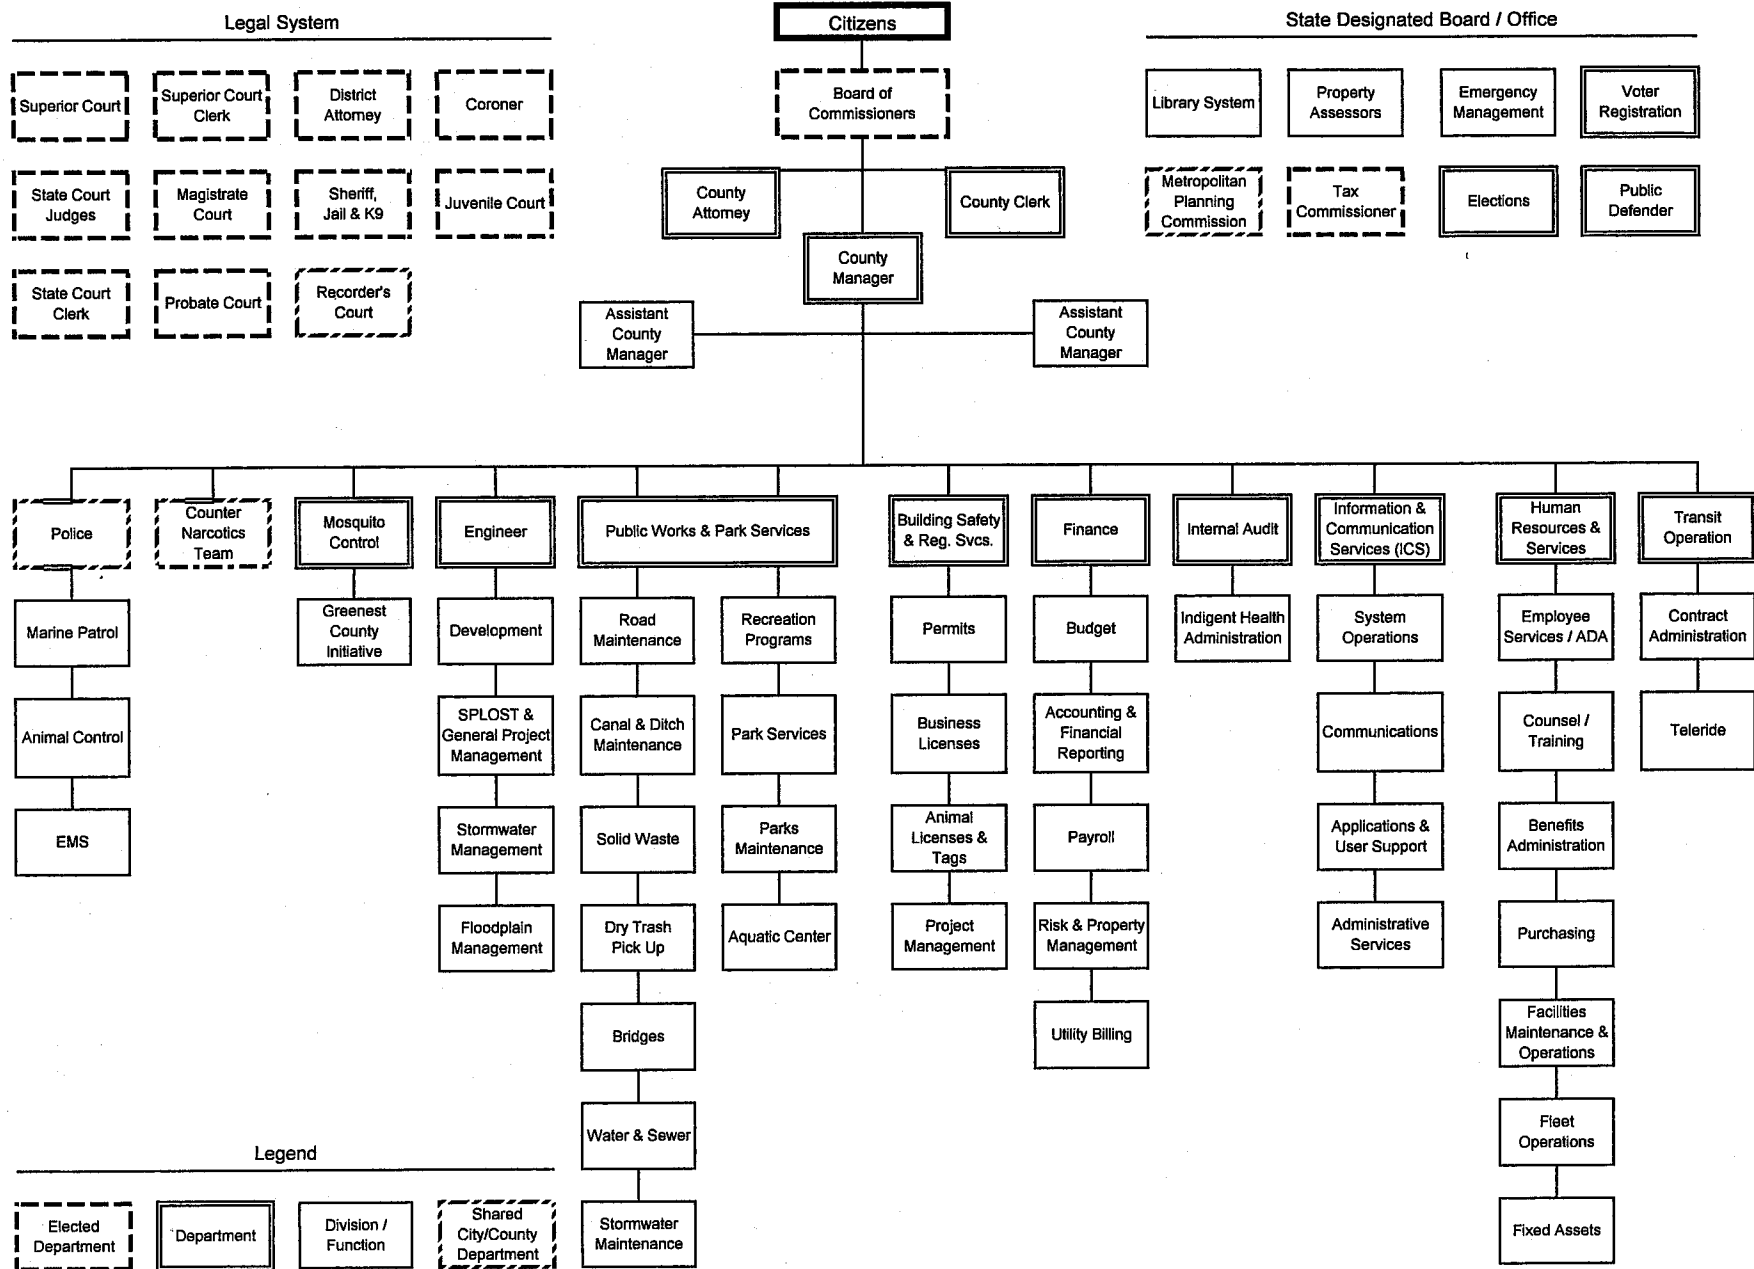 Legal System
Citizens
State Designated Board / Office
Superior Court
Superior Court
Clerk
District
Attorney
Coroner
Board of
Commissioners
Library System
Property
Assessors
Emergency
Management
Voter
Registration
State Court
Judges
Magistrate
Court
Sheriff,
Jail & K9
Juvenile Court
County
Attorney
County Clerk
Metropolitan
Planning
Commission
Tax
Commissioner
Elections
Public
Defender
County
Manager
State Court
Clerk
Probate Court
Recorder's
Court
Assistant
County
Manager
Assistant
County
Manager
Police
Counter
Narcotics
Team
Mosquito
Control
Engineer
Public Works & Park Services
Building Safety
& Reg. Svcs.
Finance
Internal Audit
Information &
Communication
Services (ICS)
Human
Resources &
Services
Transit
Operation
Marine Patrol
Greenest
County
Initiative
Development
Road
Maintenance
Recreation
Programs
Permits
Budget
Indigent Health
Administration
System
Operations
Employee
Services / ADA
Contract
Administration
Animal Control
SPLOST &
General Project
Management
Canal & Ditch
Maintenance
Park Services
Business
Licenses
Accounting &
Financial
Reporting
Communications
Counsel /
Training
Teleride
EMS
Stormwater
Management
Solid Waste
Parks
Maintenance
Animal
Licenses &
Tags
Payroll
Applications &
User Support
Benefits
Administration
Floodplain
Management
Dry Trash
Pick Up
Aquatic Center
Project
Management
Risk & Property
Management
Administrative
Services
Purchasing
Bridges
Utility Billing
Facilities
Maintenance &
Operations
Water & Sewer
Fleet
Operations
Stormwater
Maintenance
Fixed Assets
Legend
Elected
Department
Department
Division /
Function
Shared
City/County
Department